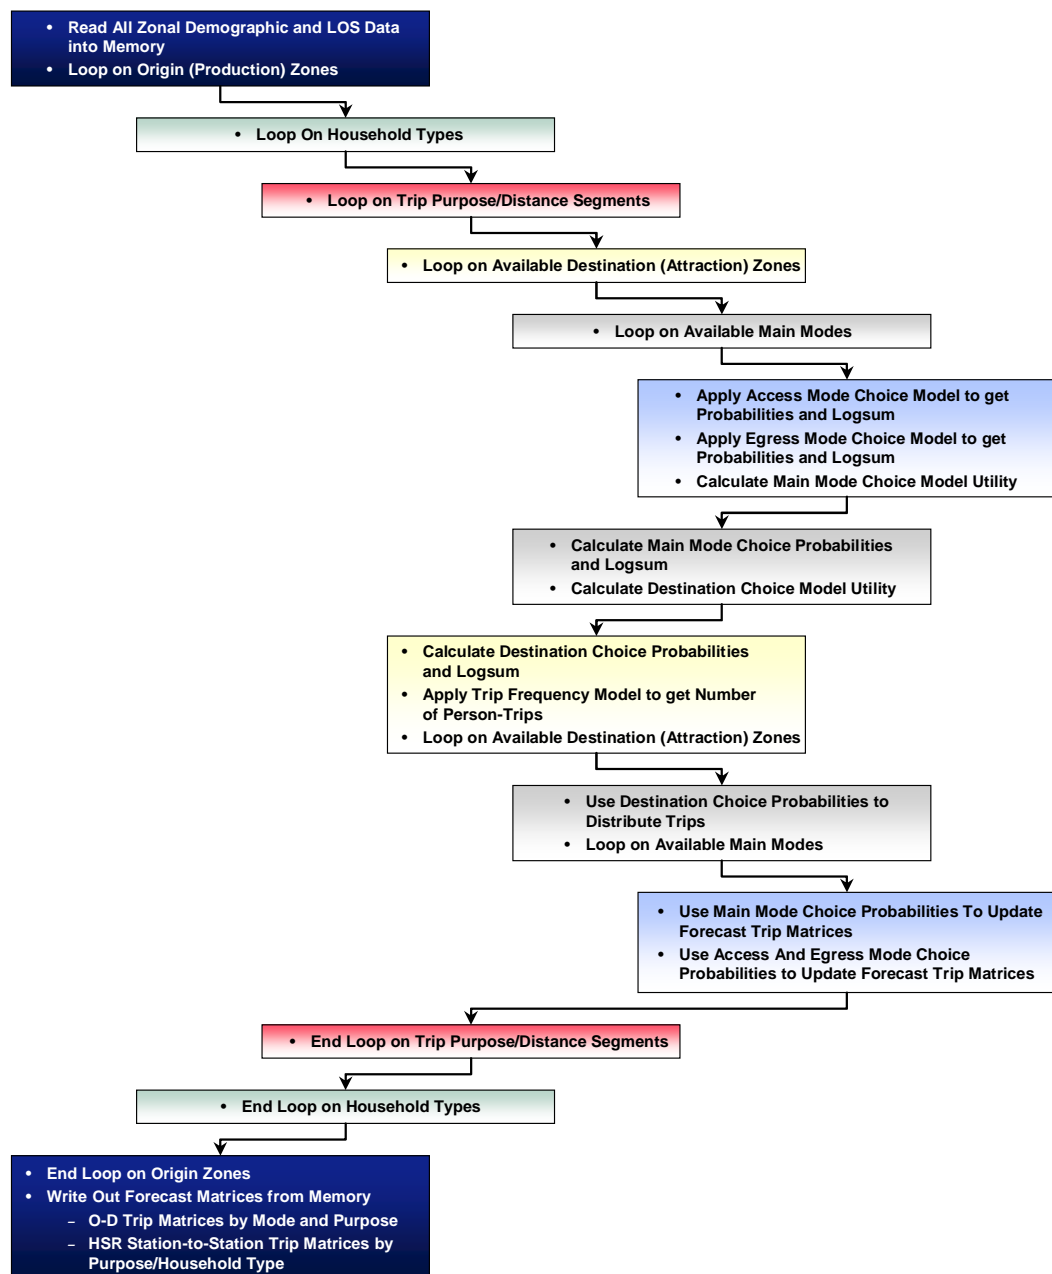 • Read All Zonal Demographic and LOS Data
into Memory
• Loop on Origin (Production) Zones
• Loop On Household Types
• Loop on Trip Purpose/Distance Segments
• Loop on Available Destination (Attraction) Zones
• Loop on Available Main Modes
• Apply Access Mode Choice Model to get
Probabilities and Logsum
• Apply Egress Mode Choice Model to get
Probabilities and Logsum
• Calculate Main Mode Choice Model Utility
• Calculate Main Mode Choice Probabilities
and Logsum
• Calculate Destination Choice Model Utility
• Calculate Destination Choice Probabilities
and Logsum
• Apply Trip Frequency Model to get Number
of Person-Trips
• Loop on Available Destination (Attraction) Zones
• Use Destination Choice Probabilities to
Distribute Trips
• Loop on Available Main Modes
• Use Main Mode Choice Probabilities To Update
Forecast Trip Matrices
• Use Access And Egress Mode Choice
Probabilities to Update Forecast Trip Matrices
• End Loop on Trip Purpose/Distance Segments
• End Loop on Household Types
• End Loop on Origin Zones
• Write Out Forecast Matrices from Memory
– O-D Trip Matrices by Mode and Purpose
– HSR Station-to-Station Trip Matrices by
Purpose/Household Type